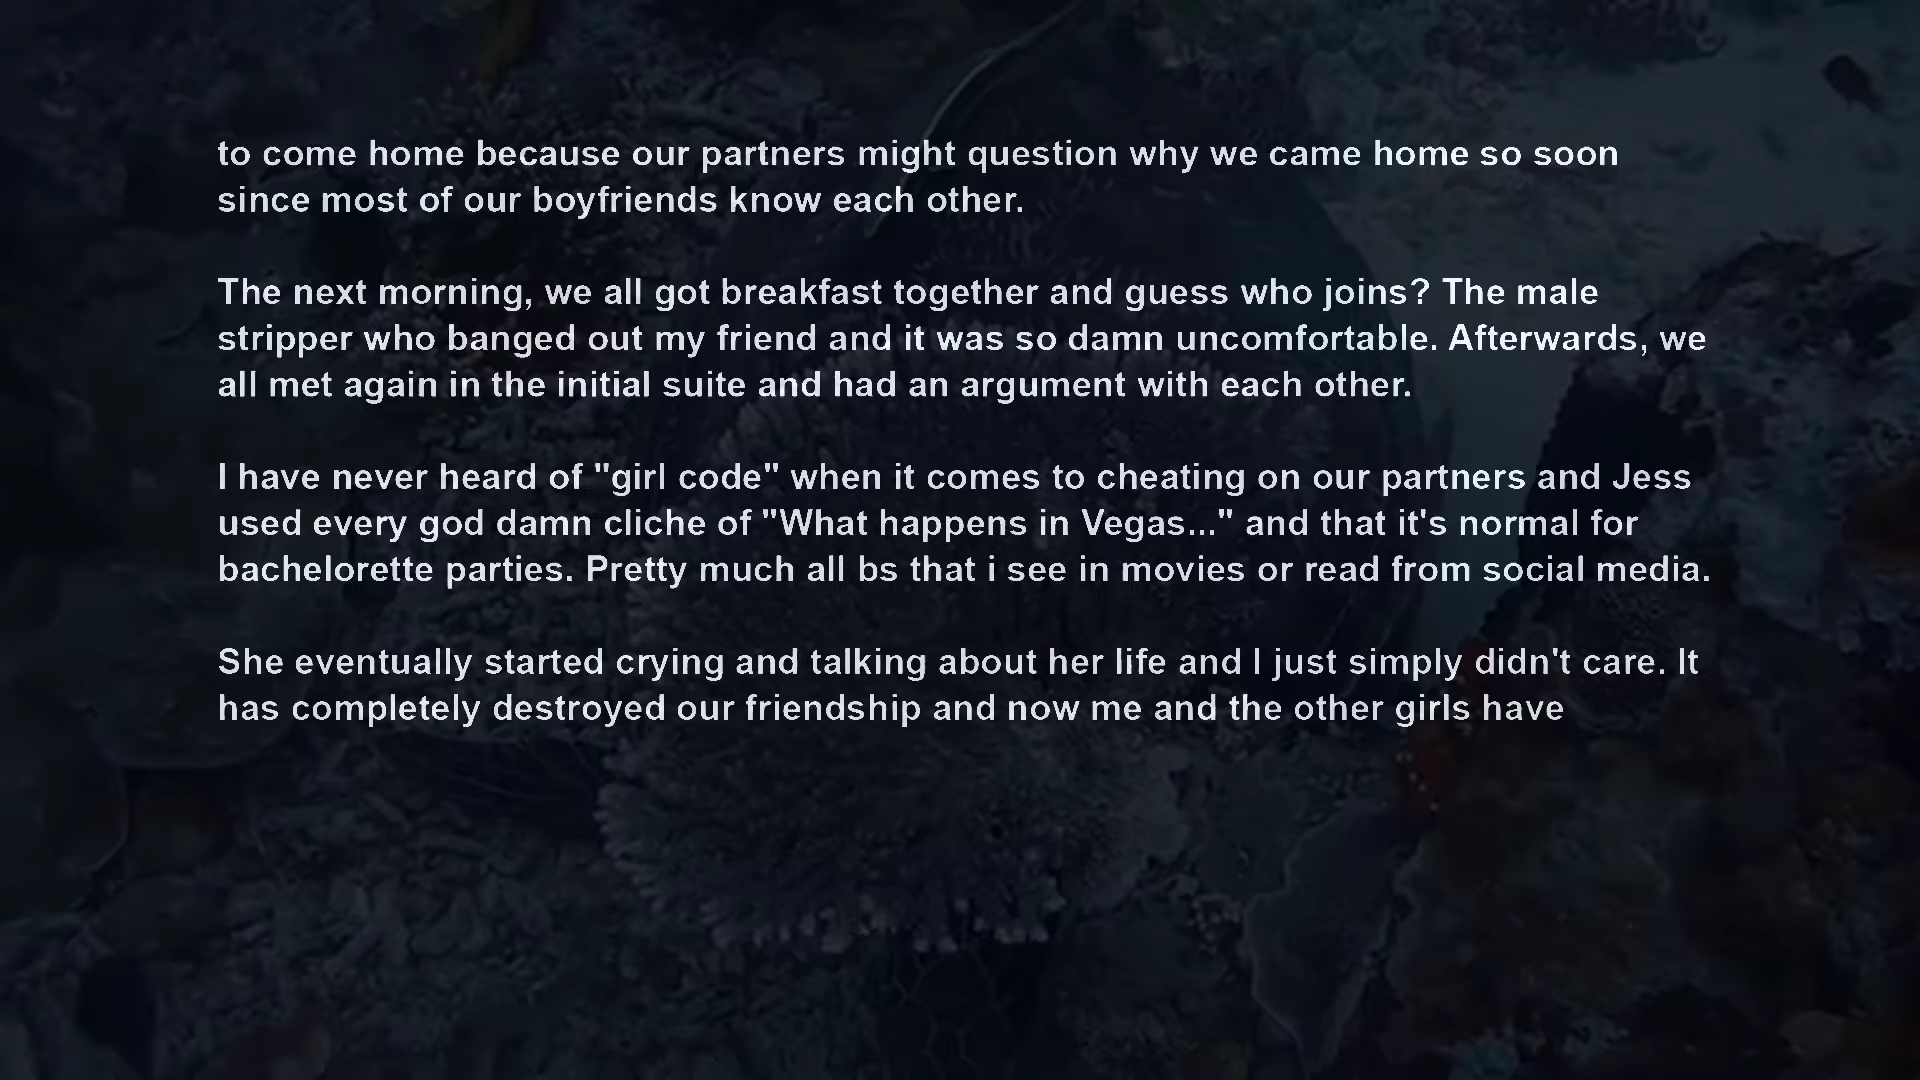 to come home because our partners might question why we came home so soon
since most of our boyfriends know each other.
The next morning, we all got breakfast together and guess who joins? The male
stripper who banged out my friend and it was so damn uncomfortable. Afterwards, we
all met again in the initial suite and had an argument with each other.
I have never heard of "girl code" when it comes to cheating on our partners and Jess
used every god damn cliche of "What happens in Vegas..." and that it's normal for
bachelorette parties. Pretty much all bs that i see in movies or read from social media.
She eventually started crying and talking about her life and I just simply didn't care. It
has completely destroyed our friendship and now me and the other girls have